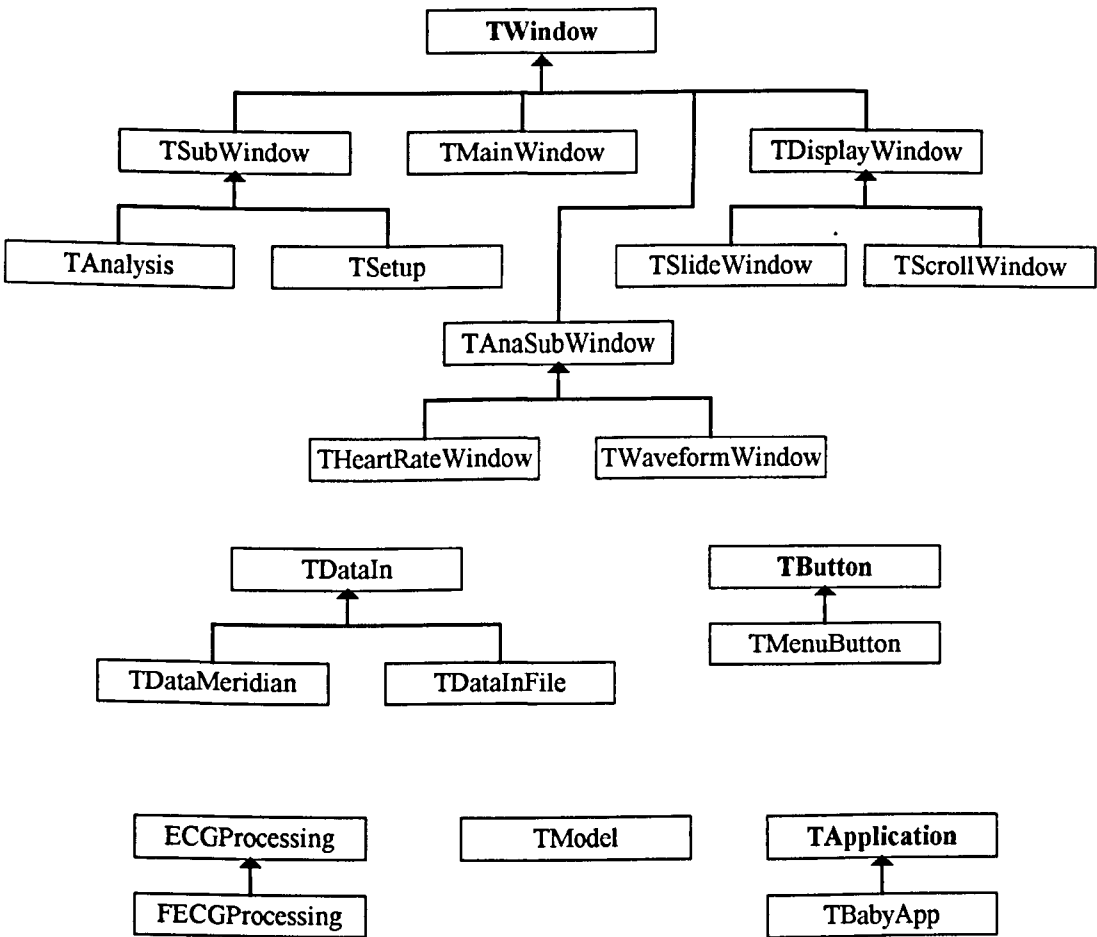 TWindow
TSubWindow
TMainWindow
TDisplayWindow
TAnalysis
TSetup
TSlideWindow
TScrollWindow
TAnaSubWindow
THeartRateWindow
TWaveformWindow
TDataIn
TButton
TMenuButton
TDataMeridian
TDataInFile
ECGProcessing
TModel
TApplication
FECGProcessing
TBabyApp